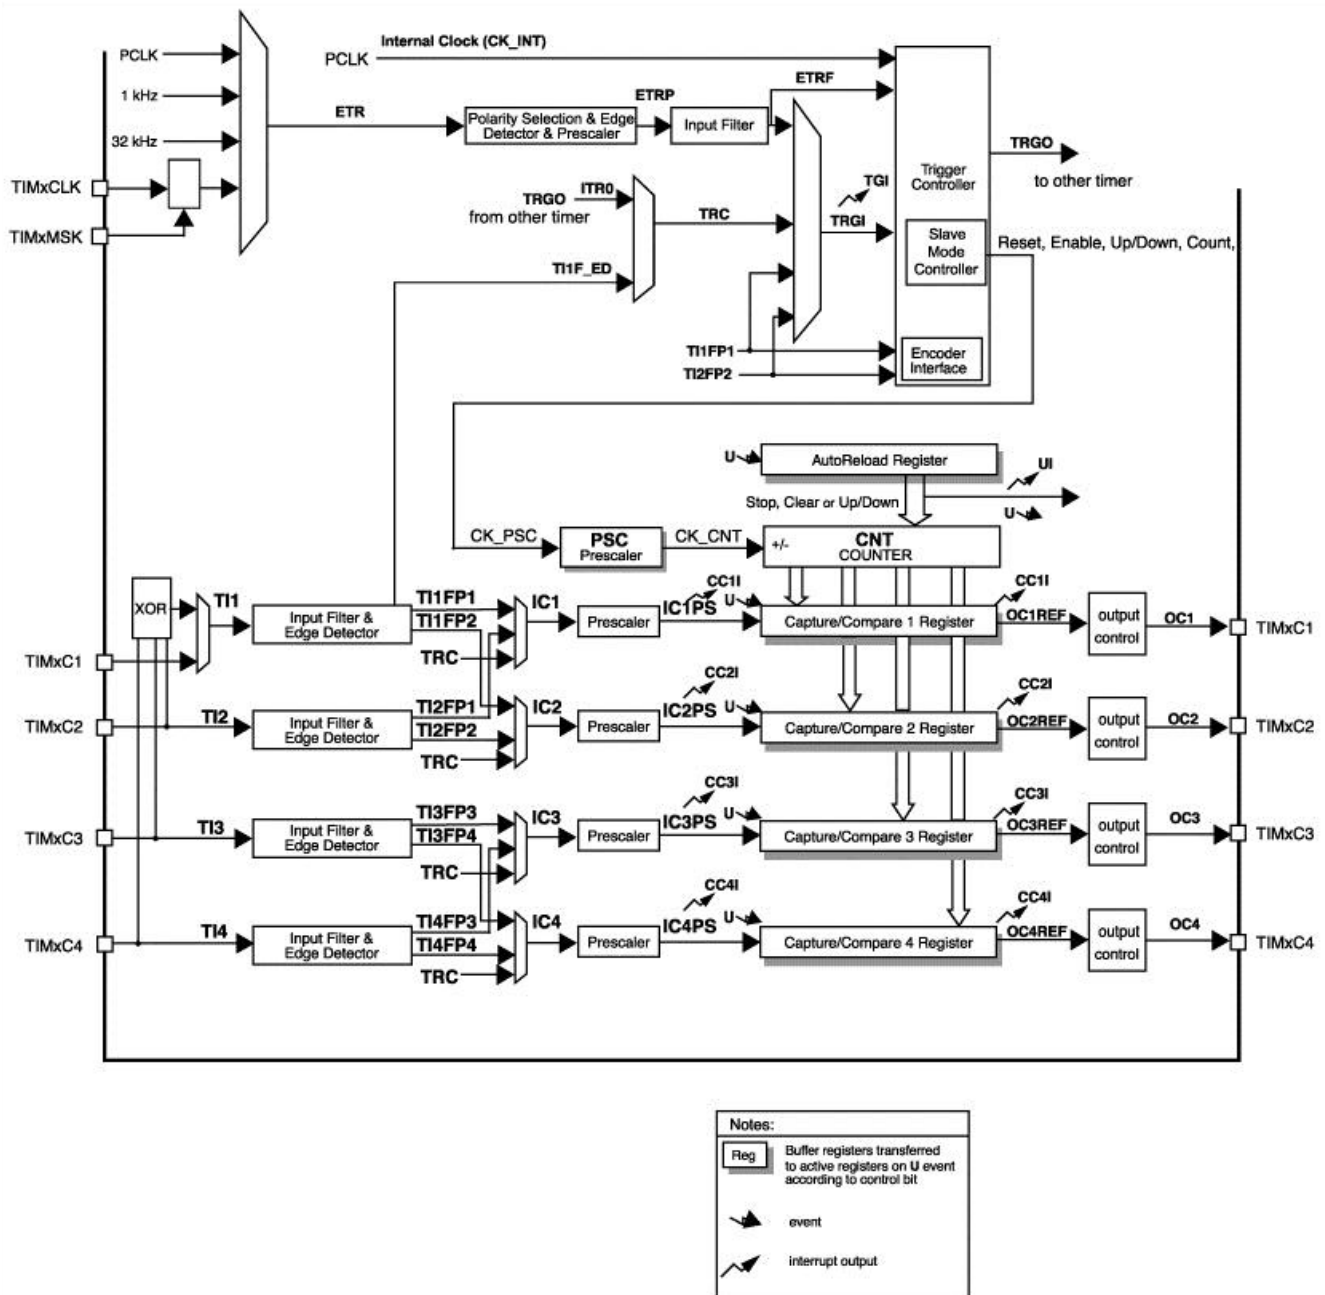 Internal Clock (CK_INT)
PCLK
PCLK
1 kHz
32 kHz
TIMxCLK
TIMxMSK
ETR
Polarity Selection & Edge
Detector & Prescaler
ETRP
Input Filter
ETRF
TRGO
from other timer
ITR0
TI1F_ED
TRC
TGI
TRGI
Trigger
Controller
Slave
Mode
Controller
Encoder
Interface
TRGO
to other timer
Reset, Enable, Up/Down, Count,
TI1FP1
TI2FP2
U
AutoReload Register
UI
Stop, Clear or Up/Down
U
CK_PSC
PSC
Prescaler
CK_CNT
+/-
CNT
COUNTER
XOR
TI1
Input Filter &
Edge Detector
TI1FP1
TI1FP2
TRC
IC1
Prescaler
CC1I
U
IC1PS
Capture/Compare 1 Register
CC1I
OC1REF
output
control
OC1
TIMxC1
TIMxC1
TIMxC2
TI2
Input Filter &
Edge Detector
TI2FP1
TI2FP2
TRC
IC2
Prescaler
CC2I
U
IC2PS
Capture/Compare 2 Register
CC2I
OC2REF
output
control
OC2
TIMxC2
TIMxC3
TI3
Input Filter &
Edge Detector
TI3FP3
TI3FP4
TRC
IC3
Prescaler
CC3I
U
IC3PS
Capture/Compare 3 Register
CC3I
OC3REF
output
control
OC3
TIMxC3
TIMxC4
TI4
Input Filter &
Edge Detector
TI4FP3
TI4FP4
TRC
IC4
Prescaler
CC4I
U
IC4PS
Capture/Compare 4 Register
CC4I
OC4REF
output
control
OC4
TIMxC4
Notes:
Reg
Buffer registers transferred
to active registers on U event
according to control bit
event
interrupt output